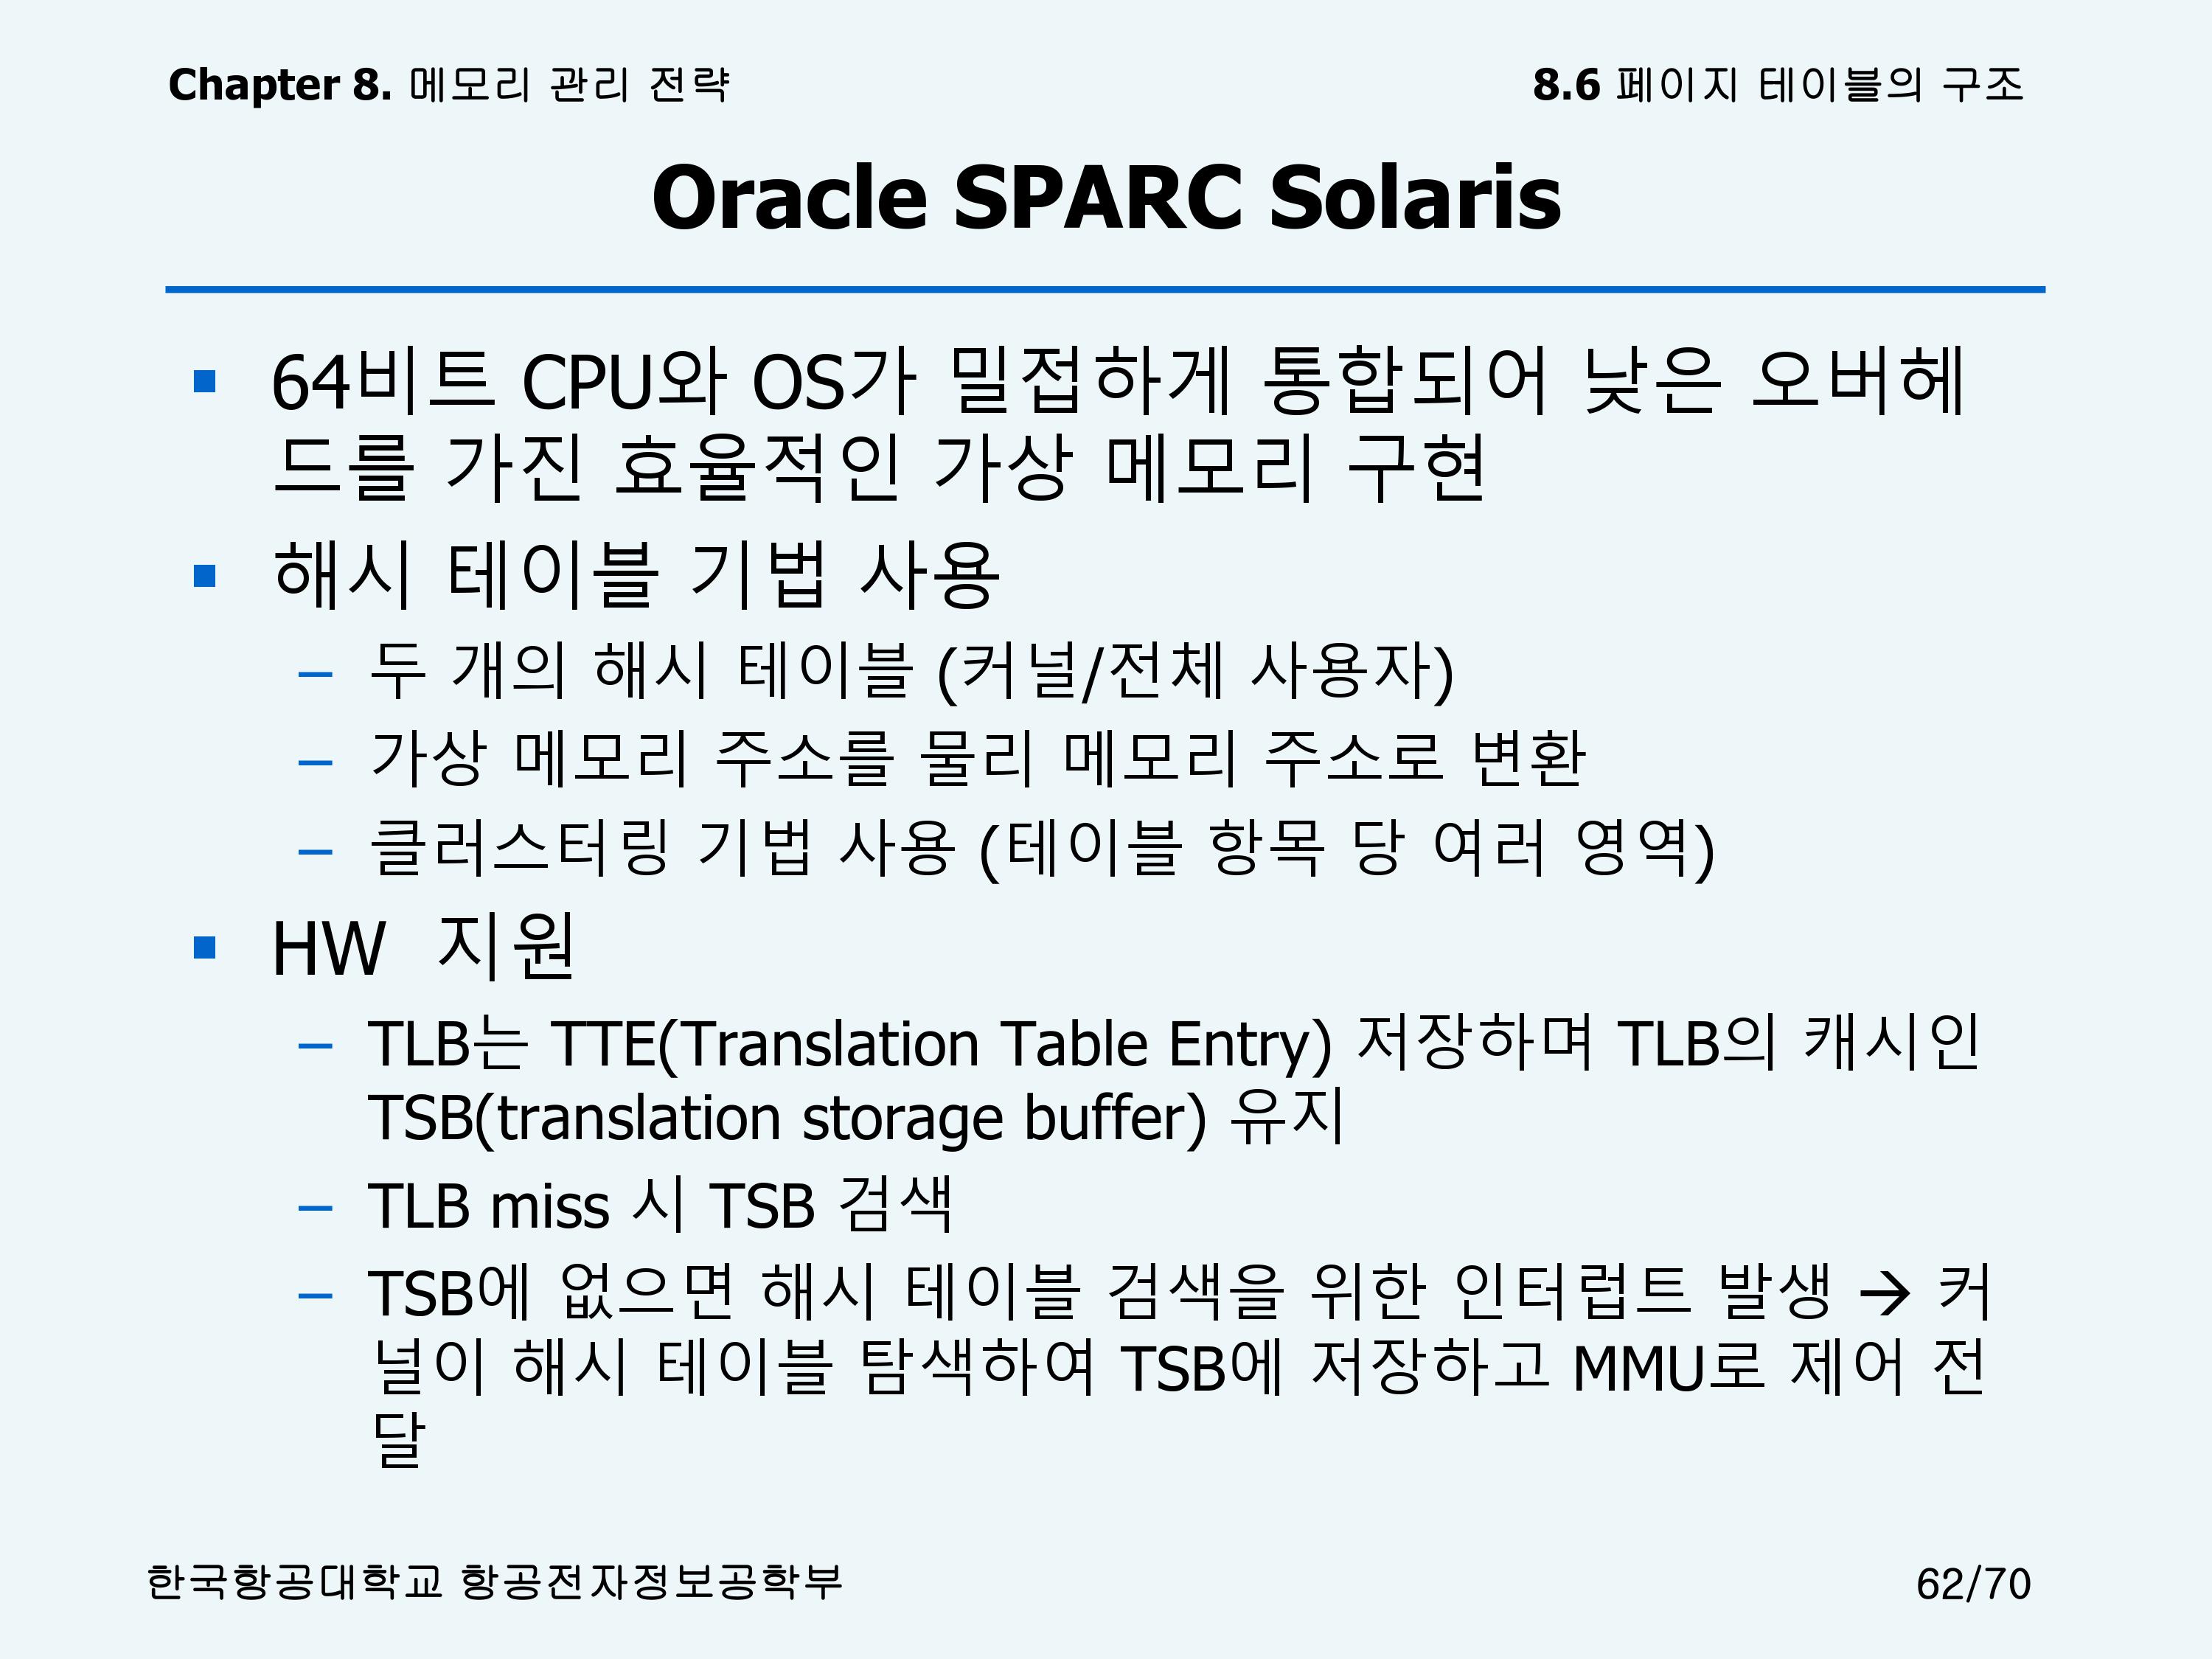 Chapter 8. 메모리 관리 전략
8.6 페이지 테이블의 구조
Oracle SPARC Solaris
▪ 64비트 CPU와 OS가 밀접하게 통합되어 낮은 오버헤
드를 가진 효율적인 가상 메모리 구현
▪ 해시 테이블 기법 사용
– 두 개의 해시 테이블 (커널/전체 사용자)
– 가상 메모리 주소를 물리 메모리 주소로 변환
– 클러스터링 기법 사용 (테이블 항목 당 여러 영역)
▪ HW 지원
– TLB는 TTE(Translation Table Entry) 저장하며 TLB의 캐시인
TSB(translation storage buffer) 유지
– TLB miss 시 TSB 검색
– TSB에 없으면 해시 테이블 검색을 위한 인터럽트 발생 → 커
널이 해시 테이블 탐색하여 TSB에 저장하고 MMU로 제어 전
달
한국항공대학교 항공전자정보공학부
62/70